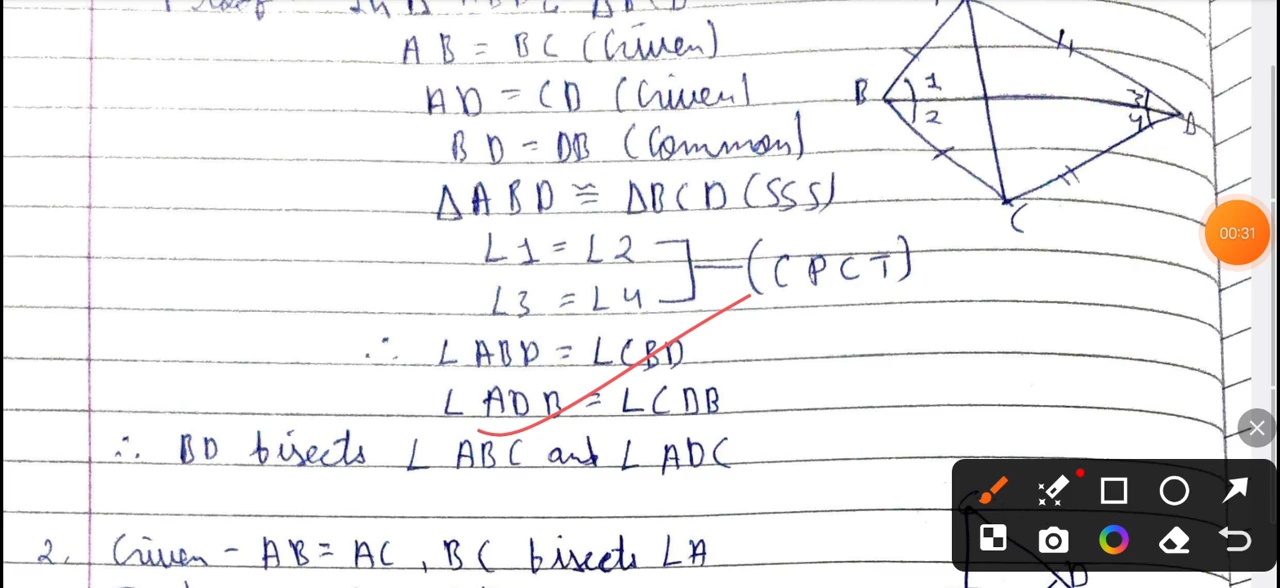 AB = BC (Given)
AD = CD (Given)
BD = DB (Common)
ΔABD ≅ ΔBCD (SSS)
∠1 = ∠2
∠3 = ∠4
(CPCT)
∴ ∠ABD = ∠CBD
∠ADB = ∠CDB
∴ BD bisects ∠ABC and ∠ADC
2. Given - AB = AC, BC bisects ∠A
B 1
2
3
4 D
C
00:31
D